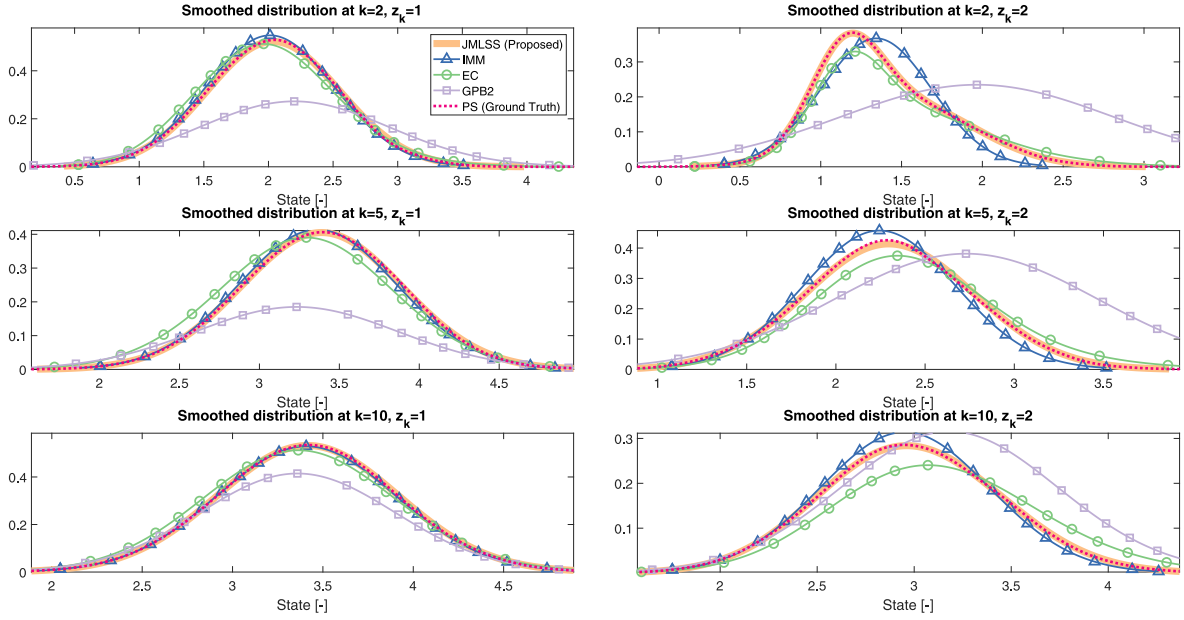 Smoothed distribution at k=2, z_k=1
0.4
0.2
0
0.5 1 1.5 2 2.5 3 3.5 4
State [-]
JMLSS (Proposed)
IMM
EC
GPB2
PS (Ground Truth)
Smoothed distribution at k=2, z_k=2
0.3
0.2
0.1
0
0 0.5 1 1.5 2 2.5 3
State [-]
Smoothed distribution at k=5, z_k=1
0.4
0.3
0.2
0.1
0
2 2.5 3 3.5 4 4.5
State [-]
Smoothed distribution at k=5, z_k=2
0.4
0.3
0.2
0.1
0
1 1.5 2 2.5 3 3.5
State [-]
Smoothed distribution at k=10, z_k=1
0.4
0.2
0
2 2.5 3 3.5 4 4.5
State [-]
Smoothed distribution at k=10, z_k=2
0.3
0.2
0.1
2 2.5 3 3.5 4
State [-]